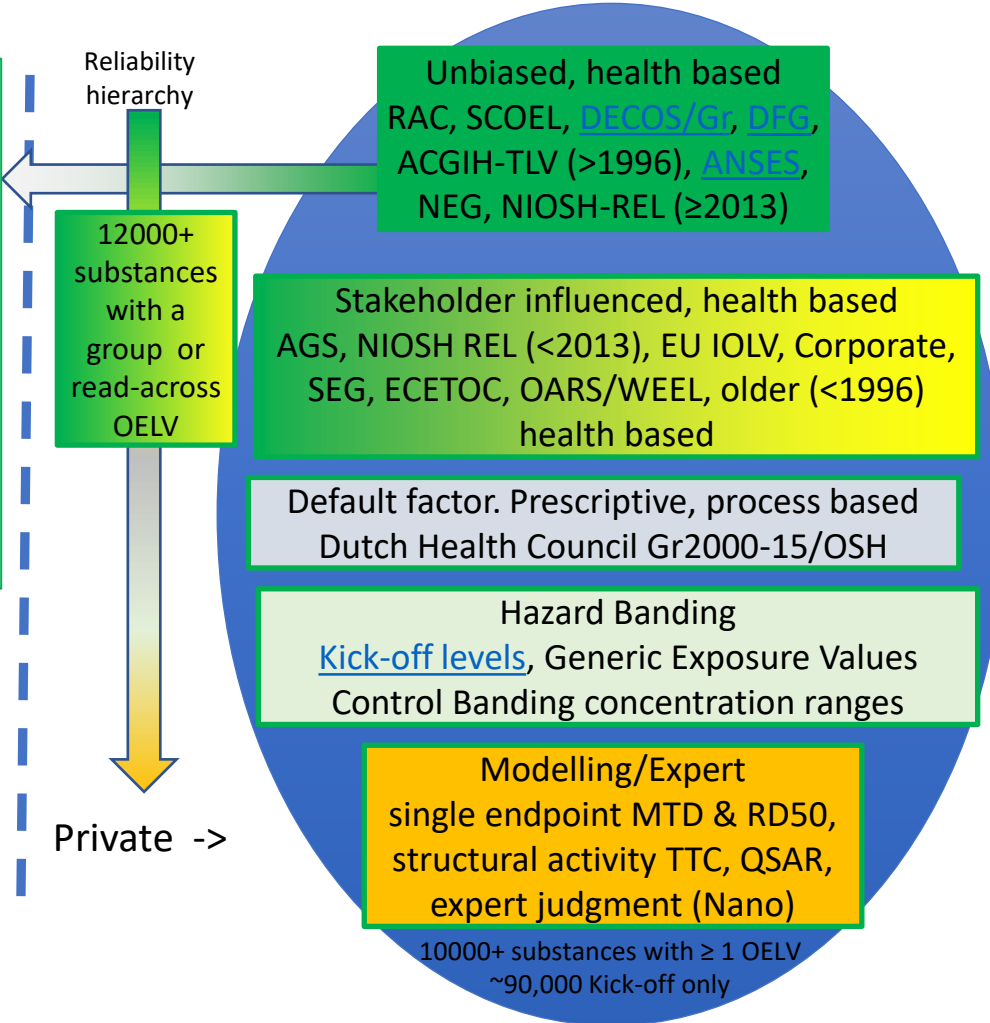 Reliability
hierarchy
Unbiased, health based
RAC, SCOEL, DECOS/Gr, DFG,
ACGIH-TLV (>1996), ANSES,
NEG, NIOSH-REL (≥2013)
12000+
substances
with a
group or
read-across
OELV
Stakeholder influenced, health based
AGS, NIOSH REL (<2013), EU IOLV, Corporate,
SEG, ECETOC, OARS/WEEL, older (<1996)
health based
Default factor. Prescriptive, process based
Dutch Health Council Gr2000-15/OSH
Hazard Banding
Kick-off levels, Generic Exposure Values
Control Banding concentration ranges
Private ->
Modelling/Expert
single endpoint MTD & RD50,
structural activity TTC, QSAR,
expert judgment (Nano)
10000+ substances with ≥ 1 OELV
~90,000 Kick-off only